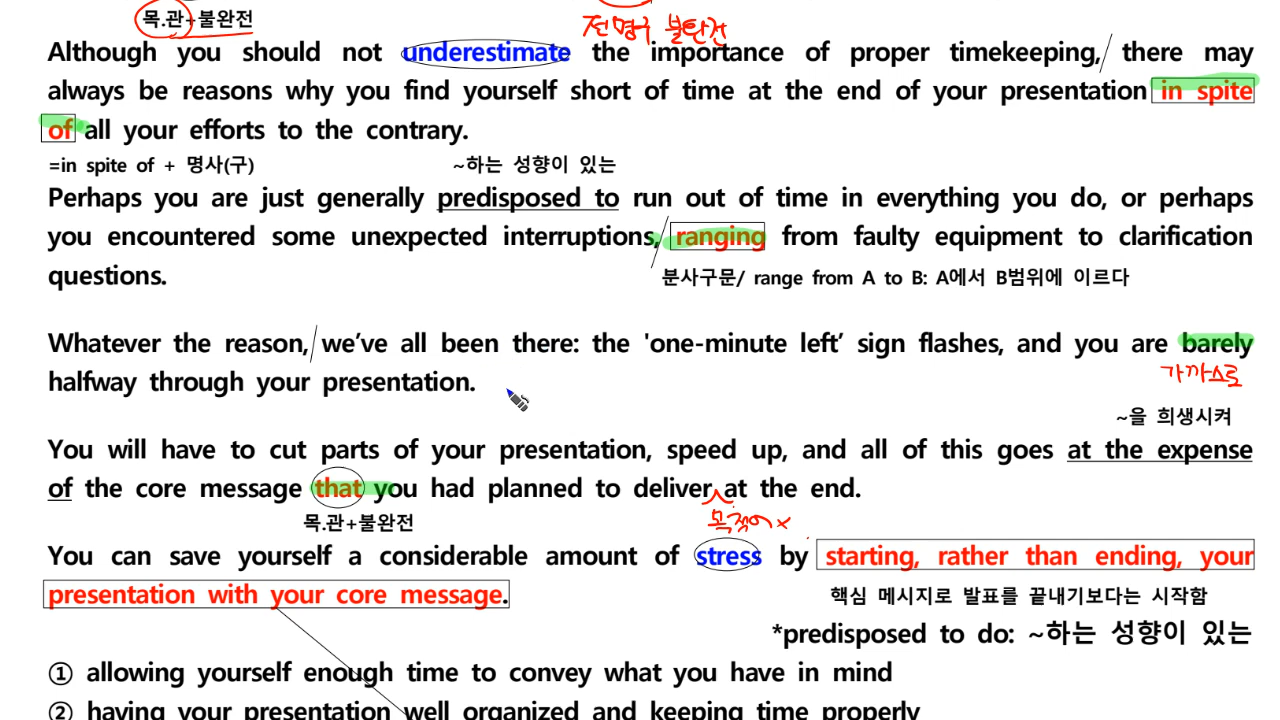 목.관+불완전
전명구 불완전
Although you should not underestimate the importance of proper timekeeping, there may
always be reasons why you find yourself short of time at the end of your presentation in spite
of all your efforts to the contrary.
=in spite of + 명사(구) ~하는 성향이 있는
Perhaps you are just generally predisposed to run out of time in everything you do, or perhaps
you encountered some unexpected interruptions, ranging from faulty equipment to clarification
questions.
분사구문/ range from A to B: A에서 B범위에 이르다
Whatever the reason, we've all been there: the 'one-minute left’ sign flashes, and you are barely
halfway through your presentation.
가까스로
~을 희생시켜
You will have to cut parts of your presentation, speed up, and all of this goes at the expense
of the core message that you had planned to deliver at the end.
목.관+불완전 목적어 x
You can save yourself a considerable amount of stress by starting, rather than ending, your
presentation with your core message.
핵심 메시지로 발표를 끝내기보다는 시작함
*predisposed to do: ~하는 성향이 있는
① allowing yourself enough time to convey what you have in mind
② having your presentation well organized and keeping time properly